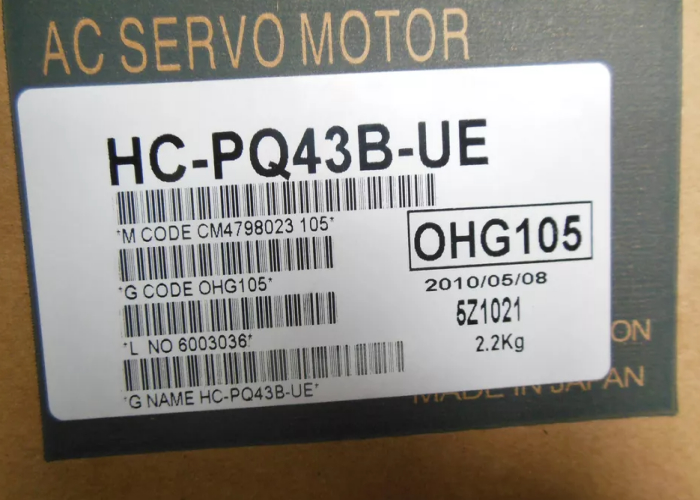 AC SERVO MOTOR
HC-PQ43B-UE
*M CODE CM4798023 105*
*G CODE OHG105*
*L NO 6003036*
*G NAME HC-PQ43B-UE*
OHG105
2010/05/08
5Z1021
2.2Kg
ON
MADE IN JAPAN